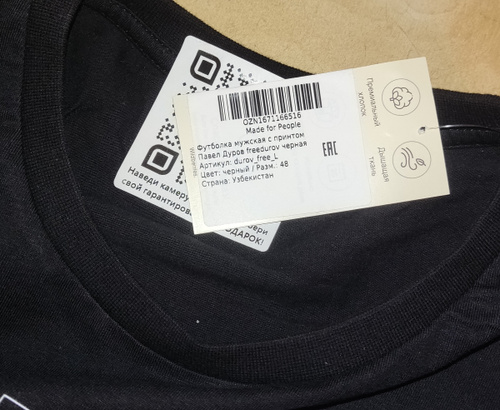 OZN1671166516
Made for People
Футболка мужская с принтом
Павел Дуров freedurov черная
Артикул: durov_free_L
Цвет: черный / Разм.: 48
Страна: Узбекистан
EAC
Премиальный
хлопок
Дышащая
ткань
Наведи камеру
свой гарантиров
ПОДАРОК!